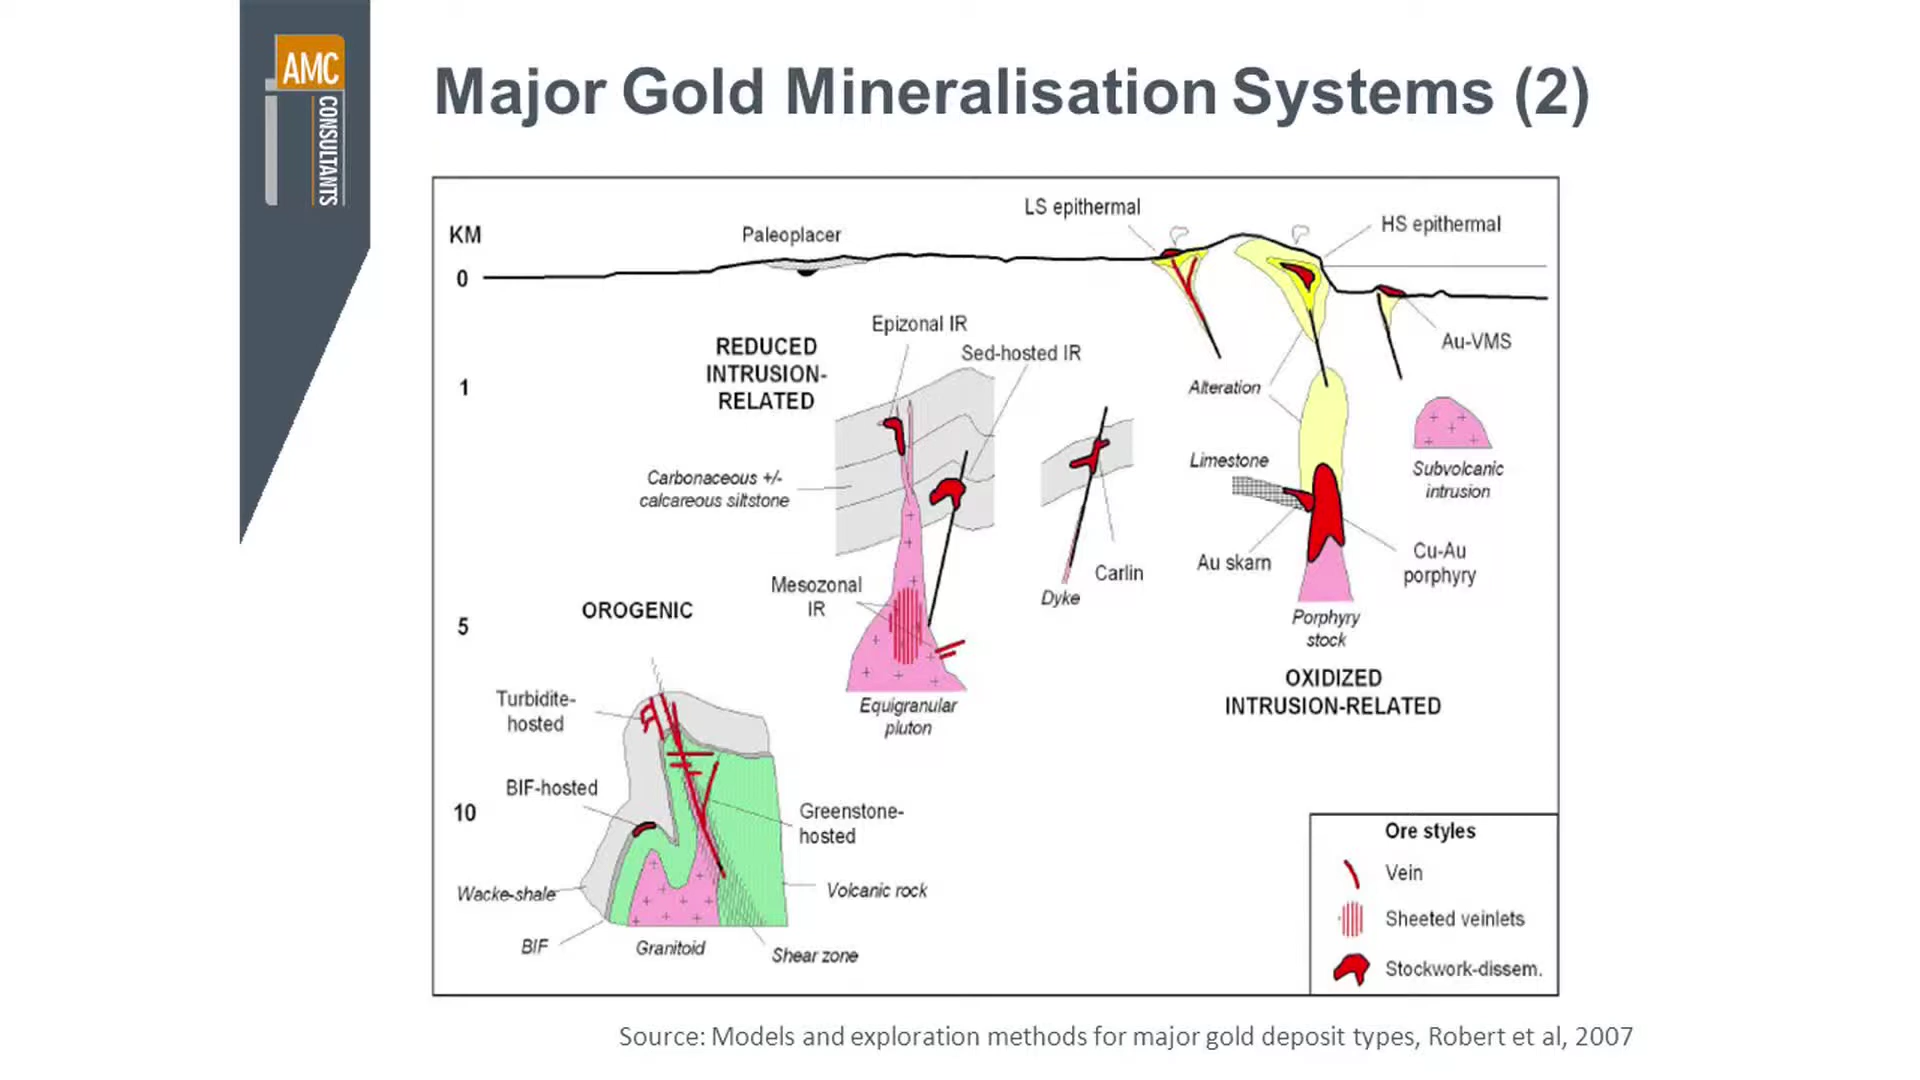 AMC
CONSULTANTS
Major Gold Mineralisation Systems (2)
KM
0
1
5
10
Paleoplacer
LS epithermal
HS epithermal
Au-VMS
Epizonal IR
Sed-hosted IR
REDUCED
INTRUSION-
RELATED
Alteration
Carbonaceous +/-
calcareous siltstone
Limestone
Subvolcanic
intrusion
Au skarn
Cu-Au
porphyry
Carlin
Dyke
Mesozonal
IR
Porphyry
stock
OROGENIC
OXIDIZED
INTRUSION-RELATED
Equigranular
pluton
Turbidite-
hosted
BIF-hosted
Greenstone-
hosted
Wacke-shale
Volcanic rock
BIF
Granitoid
Shear zone
Ore styles
Vein
Sheeted veinlets
Stockwork-dissem.
Source: Models and exploration methods for major gold deposit types, Robert et al, 2007